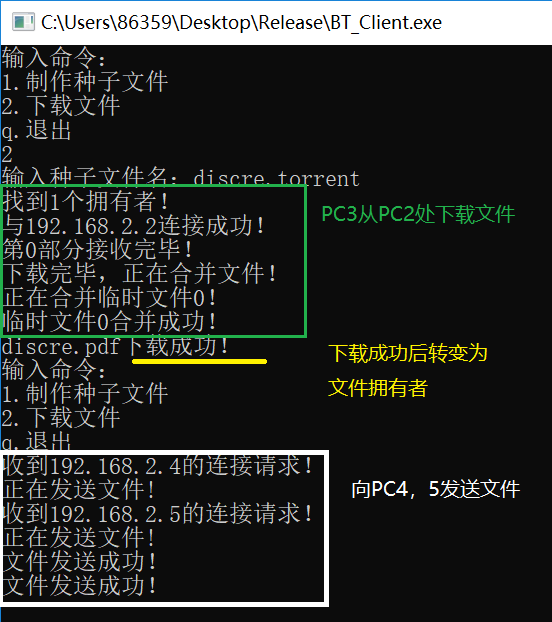 C:\Users\86359\Desktop\Release\BT_Client.exe
输入命令：
1.制作种子文件
2.下载文件
q.退出
2
输入种子文件名：discre.torrent
找到1个拥有者！
与192.168.2.2连接成功！
PC3从PC2处下载文件
第0部分接收完毕！
下载完毕，正在合并文件！
正在合并临时文件0！
临时文件0合并成功！
discre.pdf下载成功！
下载成功后转变为
文件拥有者
输入命令：
1.制作种子文件
2.下载文件
q.退出
收到192.168.2.4的连接请求！
正在发送文件！
收到192.168.2.5的连接请求！
正在发送文件！
文件发送成功！
文件发送成功！
向PC4，5发送文件